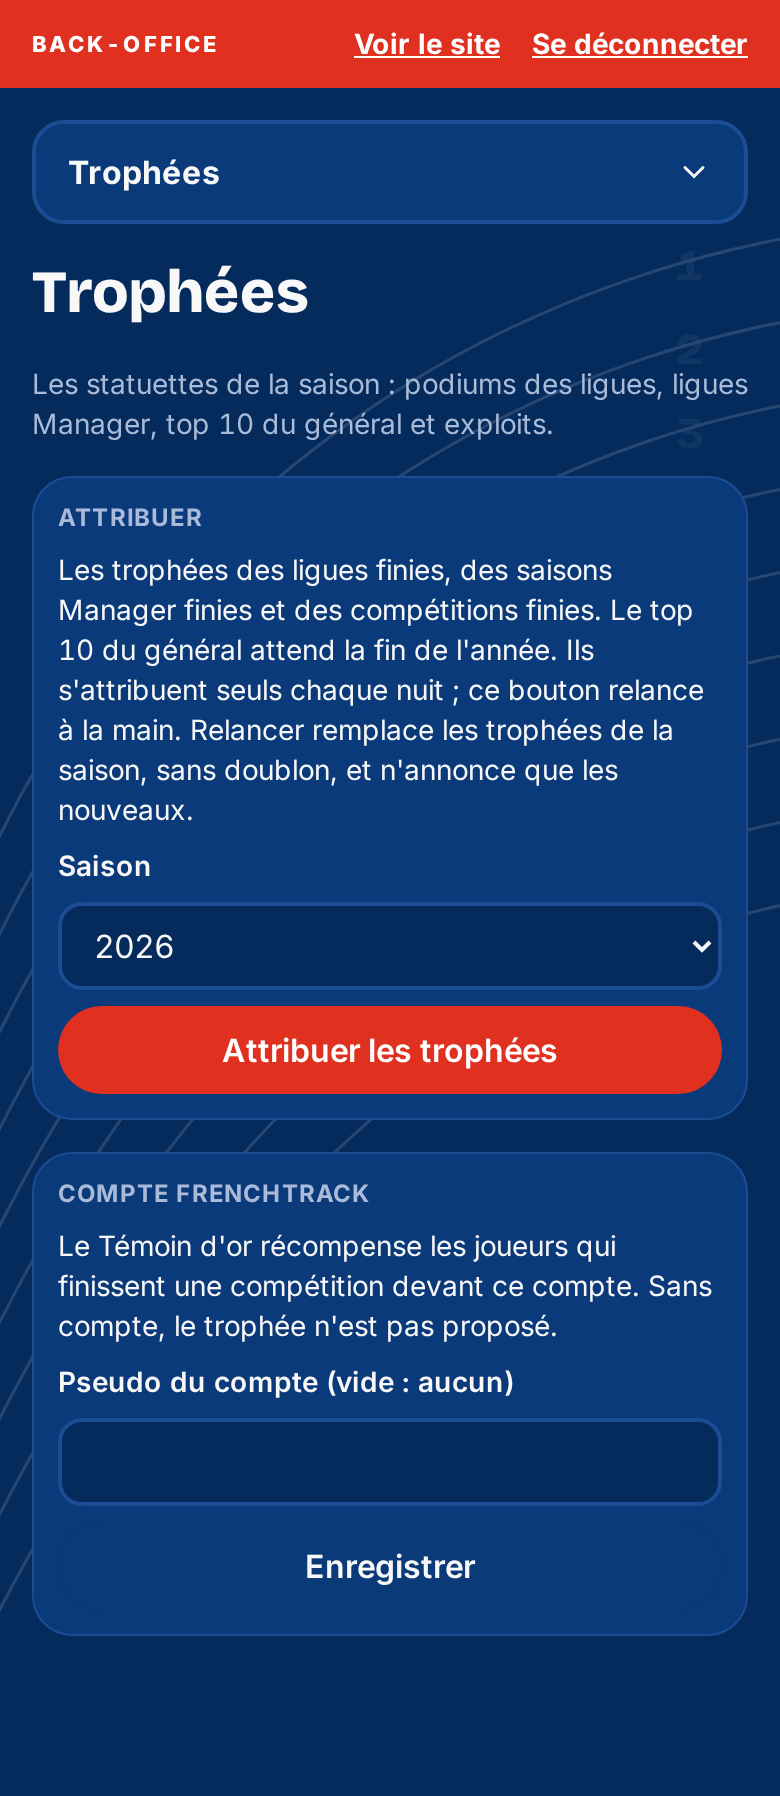 BACK-OFFICE
Voir le site
Se déconnecter
Trophées
Trophées
1
2
3
Les statuettes de la saison : podiums des ligues, ligues
Manager, top 10 du général et exploits.
ATTRIBUER
Les trophées des ligues finies, des saisons
Manager finies et des compétitions finies. Le top
10 du général attend la fin de l'année. Ils
s'attribuent seuls chaque nuit ; ce bouton relance
à la main. Relancer remplace les trophées de la
saison, sans doublon, et n'annonce que les
nouveaux.
Saison
2026
Attribuer les trophées
COMPTE FRENCHTRACK
Le Témoin d'or récompense les joueurs qui
finissent une compétition devant ce compte. Sans
compte, le trophée n'est pas proposé.
Pseudo du compte (vide : aucun)
Enregistrer